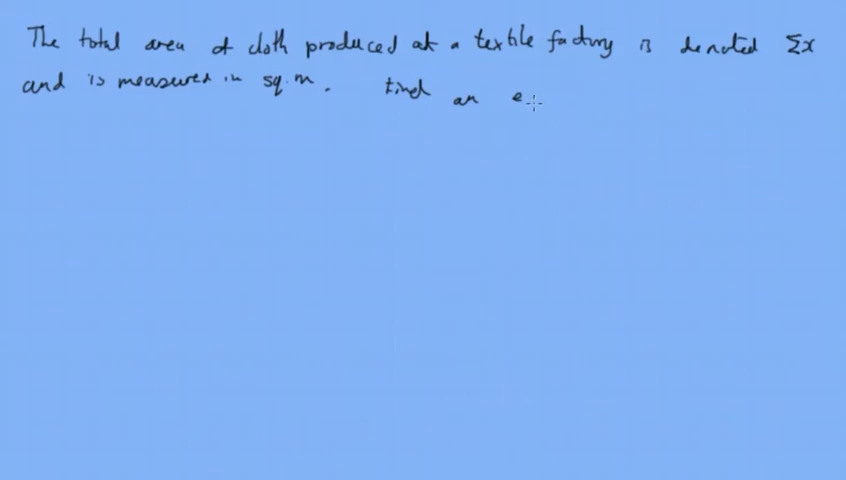 The total area of cloth produced at a textile factory is denoted Σx
and is measured in sq.m. Find an e